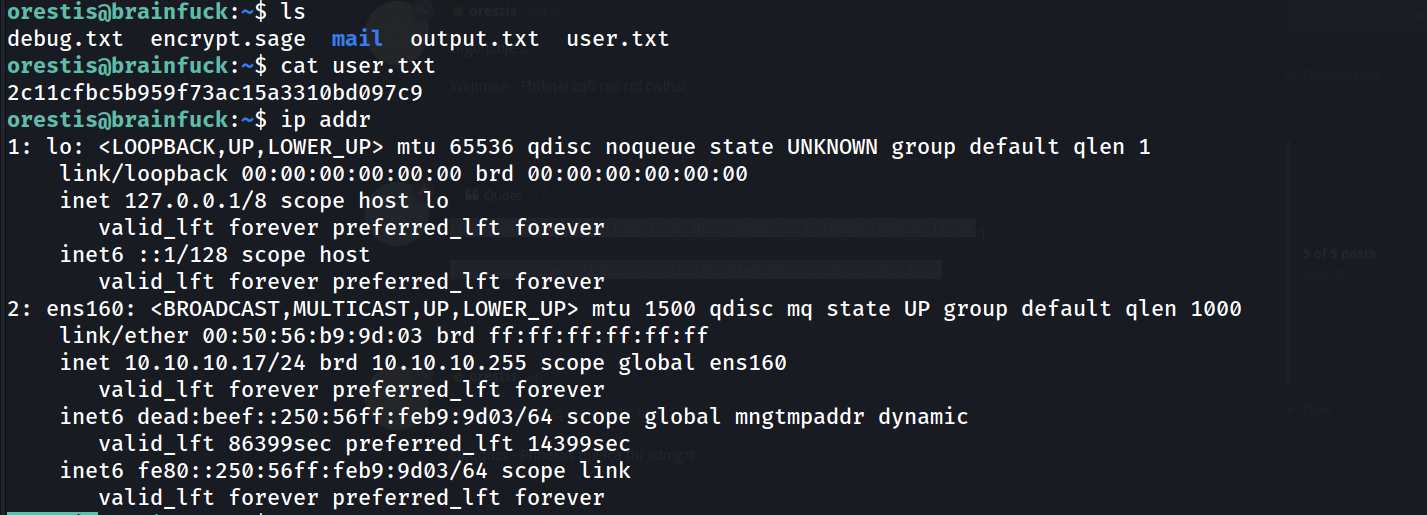 orestis@brainfuck:~$ ls
debug.txt  encrypt.sage  mail  output.txt  user.txt
orestis@brainfuck:~$ cat user.txt
2c11cfbc5b959f73ac15a3310bd097c9
orestis@brainfuck:~$ ip addr
1: lo: <LOOPBACK,UP,LOWER_UP> mtu 65536 qdisc noqueue state UNKNOWN group default qlen 1
    link/loopback 00:00:00:00:00:00 brd 00:00:00:00:00:00
    inet 127.0.0.1/8 scope host lo
       valid_lft forever preferred_lft forever
    inet6 ::1/128 scope host
       valid_lft forever preferred_lft forever
2: ens160: <BROADCAST,MULTICAST,UP,LOWER_UP> mtu 1500 qdisc mq state UP group default qlen 1000
    link/ether 00:50:56:b9:9d:03 brd ff:ff:ff:ff:ff:ff
    inet 10.10.10.17/24 brd 10.10.10.255 scope global ens160
       valid_lft forever preferred_lft forever
    inet6 dead:beef::250:56ff:feb9:9d03/64 scope global mngtmpaddr dynamic
       valid_lft 86399sec preferred_lft 14399sec
    inet6 fe80::250:56ff:feb9:9d03/64 scope link
       valid_lft forever preferred_lft forever
orestis
Quote
5 of 5 posts